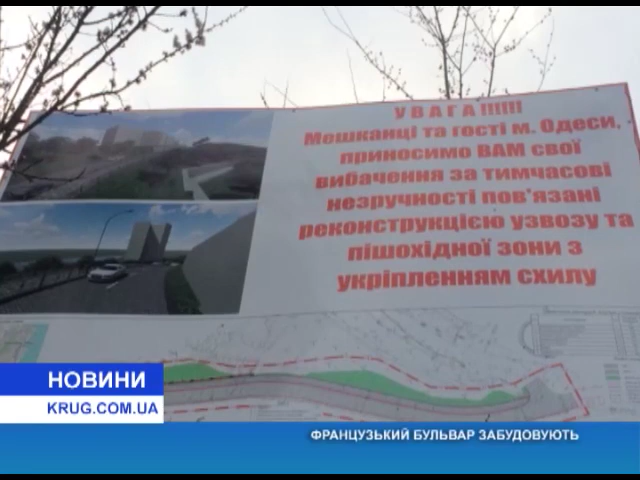 У В А Г А !!!!!!
Мешканці та гості м. Одеси,
приносимо ВАМ свої
вибачення за тимчасові
незручності пов'язані
реконструкцією узвозу та
пішохідної зони з
укріпленням схилу
НОВИНИ
KRUG.COM.UA
ФРАНЦУЗЬКИЙ БУЛЬВАР ЗАБУДОВУЮТЬ